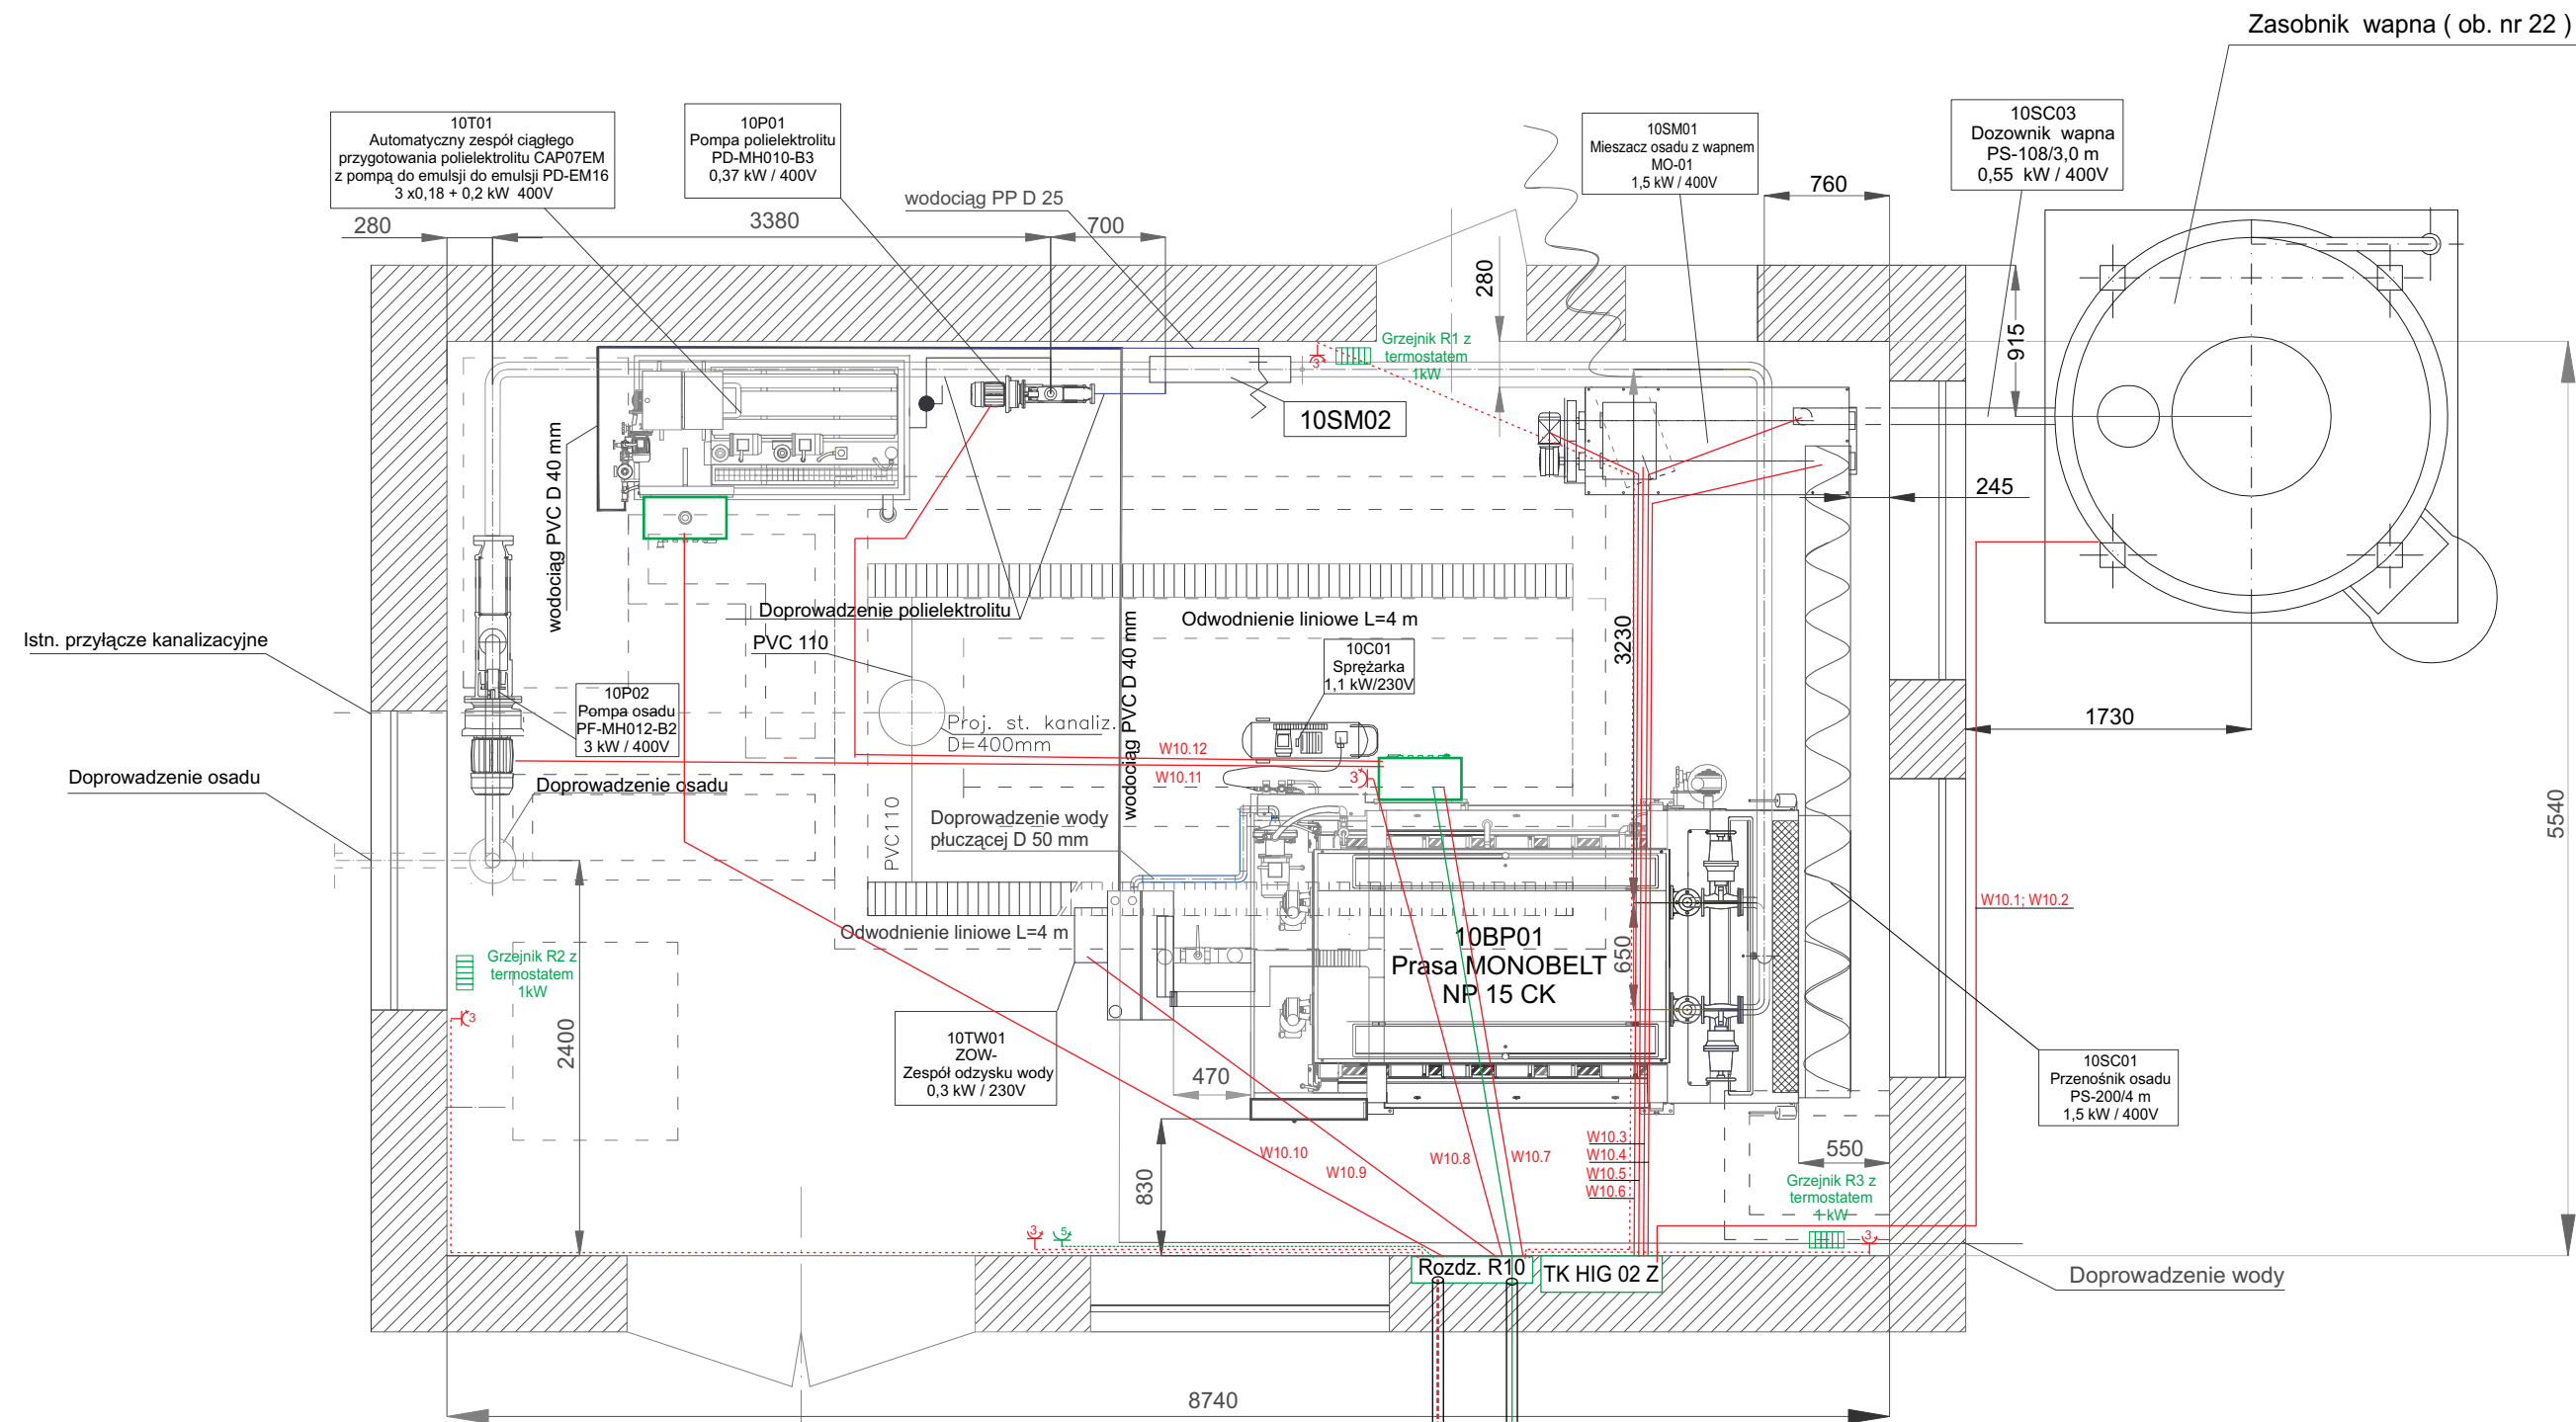 Zasobnik wapna ( ob. nr 22 )
10T01
Automatyczny zespół ciągłego
przygotowania polielektrolitu CAP07EM
z pompą do emulsji do emulsji PD-EM16
3 x0,18 + 0,2 kW 400V
10P01
Pompa polielektrolitu
PD-MH010-B3
0,37 kW / 400V
wodociąg PP D 25
10SM01
Mieszacz osadu z wapnem
MO-01
1,5 kW / 400V
10SC03
Dozownik wapna
PS-108/3,0 m
0,55 kW / 400V
280
3380
700
760
280
915
Grzejnik R1 z
termostatem
1kW
3
10SM02
245
wodociąg PVC D 40 mm
Doprowadzenie polielektrolitu
Odwodnienie liniowe L=4 m
Istn. przyłącze kanalizacyjne
PVC 110
wodociąg PVC D 40 mm
10C01
Sprężarka
1,1 kW/230V
3230
10P02
Pompa osadu
PF-MH012-B2
3 kW / 400V
Proj. st. kanaliz.
D=400mm
1730
W10.12
W10.11
3
Doprowadzenie osadu
Doprowadzenie osadu
PVC110
Doprowadzenie wody
płuczącej D 50 mm
5540
W10.1; W10.2
Odwodnienie liniowe L=4 m
10BP01
Prasa MONOBELT
NP 15 CK
650
Grzejnik R2 z
termostatem
1kW
3
2400
10TW01
ZOW-
Zespół odzysku wody
0,3 kW / 230V
470
10SC01
Przenośnik osadu
PS-200/4 m
1,5 kW / 400V
W10.10
W10.9
W10.8
W10.7
W10.3
W10.4
W10.5
W10.6
550
830
Grzejnik R3 z
termostatem
1 kW
3
5
3
Rozdz. R10
TK HIG 02 Z
Doprowadzenie wody
8740